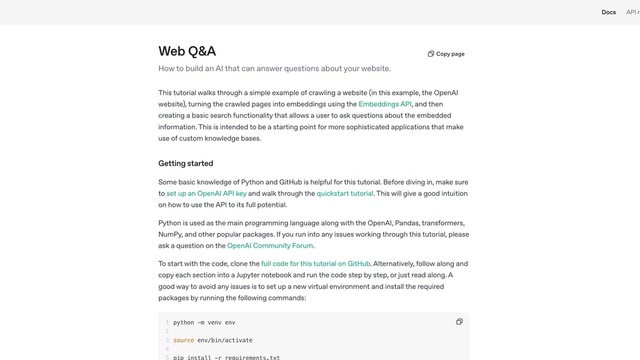 Docs API r
Web Q&A
Copy page
How to build an AI that can answer questions about your website.
This tutorial walks through a simple example of crawling a website (in this example, the OpenAI
website), turning the crawled pages into embeddings using the Embeddings API, and then
creating a basic search functionality that allows a user to ask questions about the embedded
information. This is intended to be a starting point for more sophisticated applications that make
use of custom knowledge bases.
Getting started
Some basic knowledge of Python and GitHub is helpful for this tutorial. Before diving in, make sure
to set up an OpenAI API key and walk through the quickstart tutorial. This will give a good intuition
on how to use the API to its full potential.
Python is used as the main programming language along with the OpenAI, Pandas, transformers,
NumPy, and other popular packages. If you run into any issues working through this tutorial, please
ask a question on the OpenAI Community Forum.
To start with the code, clone the full code for this tutorial on GitHub. Alternatively, follow along and
copy each section into a Jupyter notebook and run the code step by step, or just read along. A
good way to avoid any issues is to set up a new virtual environment and install the required
packages by running the following commands:
1 python -m venv env
2
3 source env/bin/activate
4
5 pip install -r requirements.txt